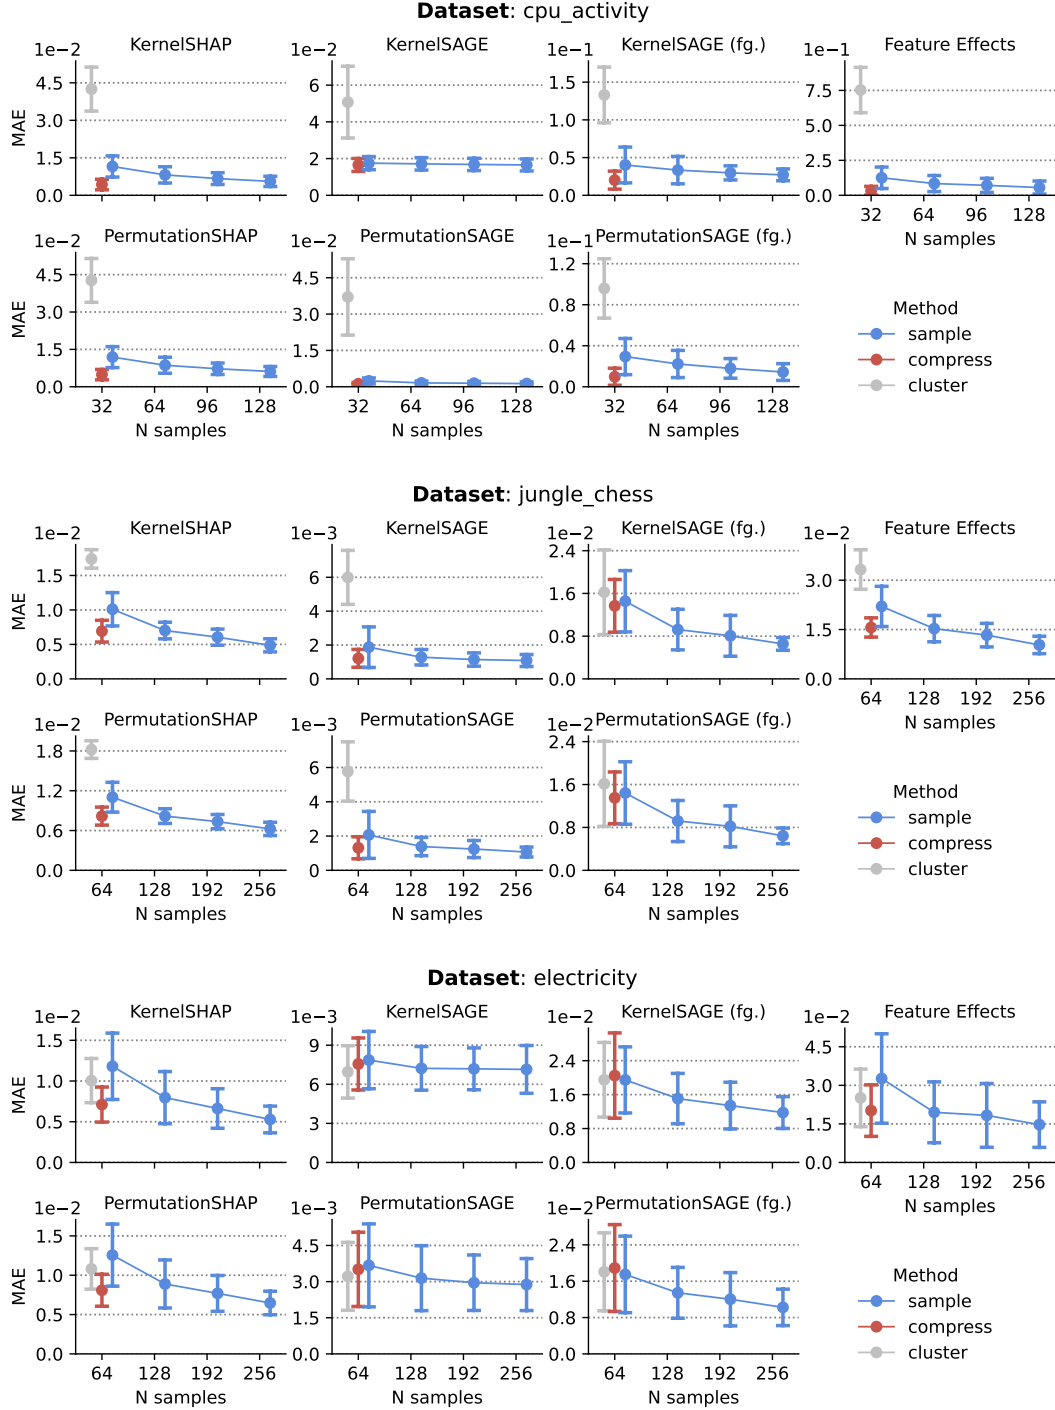 Dataset: cpu_activity
KernelSHAP KernelSAGE KernelSAGE (fg.) Feature Effects
1e−2 1e−2 1e−1 1e−1
MAE
4.5 3.0 1.5 0.0
6 4 2 0
1.5 1.0 0.5 0.0
7.5 5.0 2.5 0.0
32 64 96 128
N samples
PermutationSHAP PermutationSAGE PermutationSAGE (fg.)
1e−2 1e−2 1e−1
MAE
4.5 3.0 1.5 0.0
4.5 3.0 1.5 0.0
1.2 0.8 0.4 0.0
32 64 96 128 32 64 96 128 32 64 96 128
N samples N samples N samples
Method
sample
compress
cluster
Dataset: jungle_chess
KernelSHAP KernelSAGE KernelSAGE (fg.) Feature Effects
1e−2 1e−3 1e−2 1e−2
MAE
1.5 1.0 0.5 0.0
6 4 2 0
2.4 1.6 0.8 0.0
3.0 1.5 0.0
64 128 192 256
N samples
PermutationSHAP PermutationSAGE PermutationSAGE (fg.)
1e−2 1e−3 1e−2
MAE
1.8 1.2 0.6
6 4 2 0
2.4 1.6 0.8 0.0
64 128 192 256 64 128 192 256 64 128 192 256
N samples N samples N samples
Method
sample
compress
cluster
Dataset: electricity
KernelSHAP KernelSAGE KernelSAGE (fg.) Feature Effects
1e−2 1e−3 1e−2 1e−2
MAE
1.5 1.0 0.5 0.0
9 6 3 0
2.4 1.6 0.8 0.0
4.5 3.0 1.5 0.0
64 128 192 256
N samples
PermutationSHAP PermutationSAGE PermutationSAGE (fg.)
1e−2 1e−3 1e−2
MAE
1.5 1.0 0.5 0.0
4.5 3.0 1.5 0.0
2.4 1.6 0.8 0.0
64 128 192 256 64 128 192 256 64 128 192 256
N samples N samples N samples
Method
sample
compress
cluster